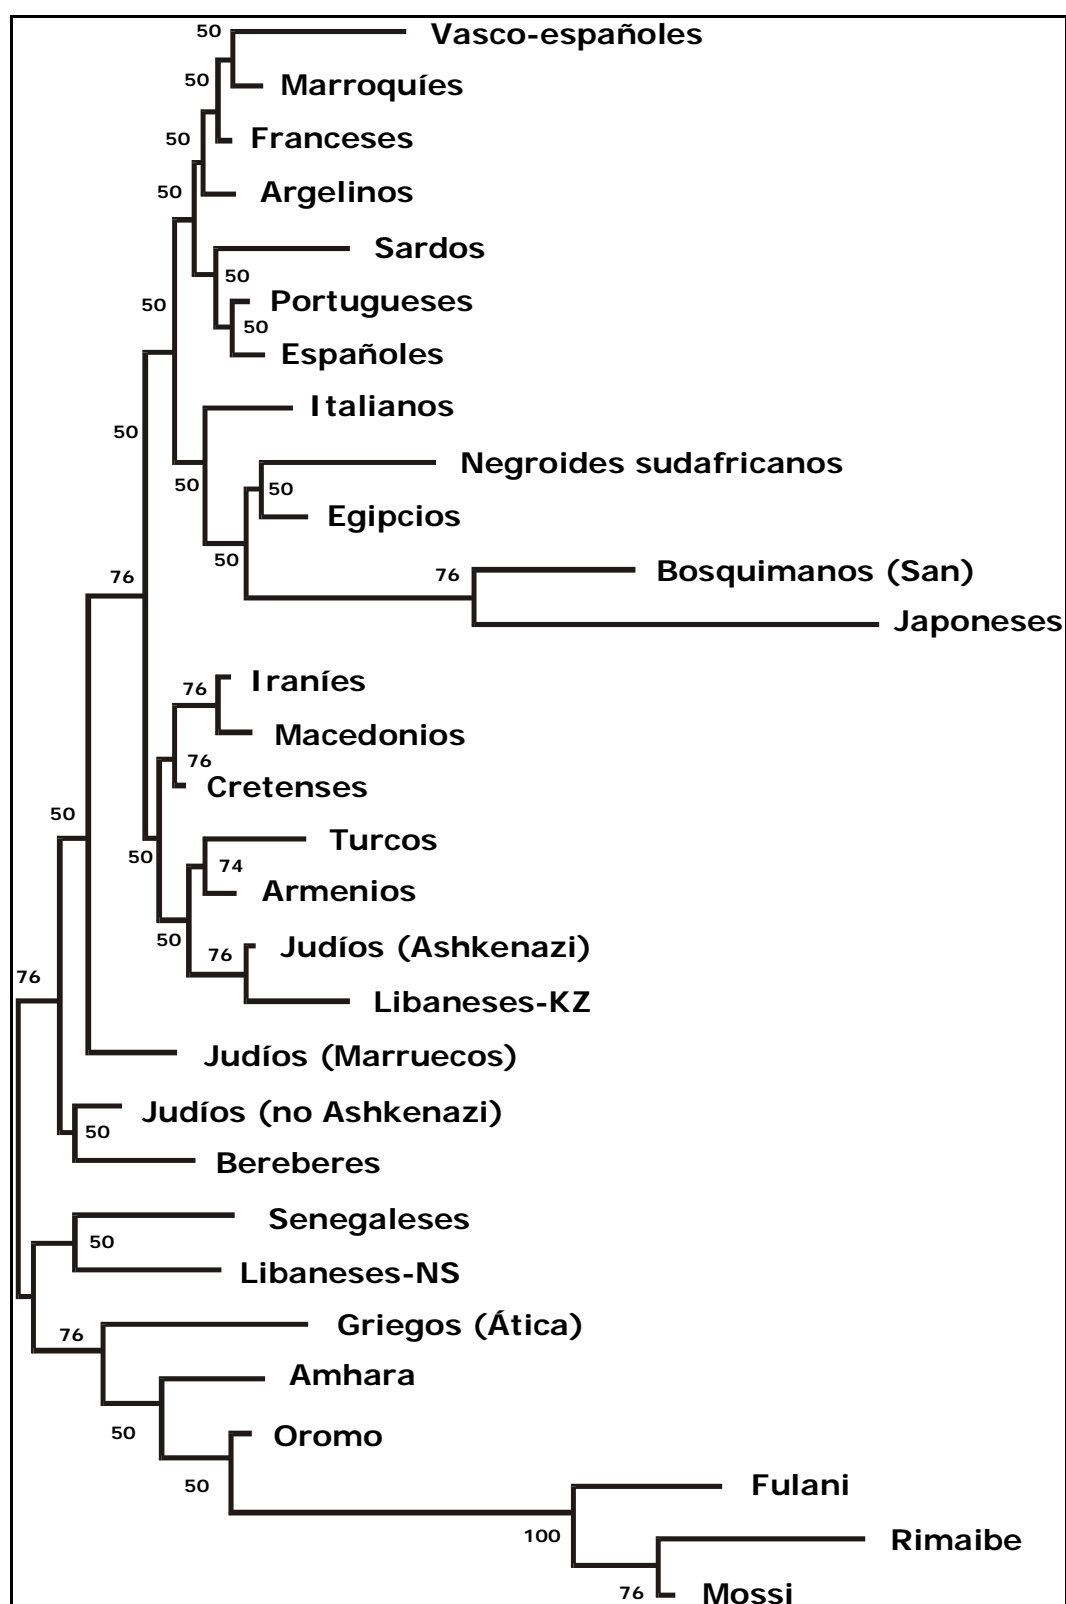 50 Vasco-españoles
50 Marroquíes
50 Franceses
50 Argelinos
Sardos
50
50 Portugueses
50
Españoles
Italianos
50
Negroides sudafricanos
50 50
Egipcios
50
76 76 Bosquimanos (San)
Japoneses
76 Iraníes
Macedonios
76
Cretenses
50
Turcos
50 74
Armenios
50 76 Judíos (Ashkenazi)
76
Libaneses-KZ
Judíos (Marruecos)
Judíos (no Ashkenazi)
50
Bereberes
Senegaleses
50
Libaneses-NS
76 Griegos (Ática)
Amhara
50 Oromo
50 Fulani
100 Rimaibe
76 Mossi